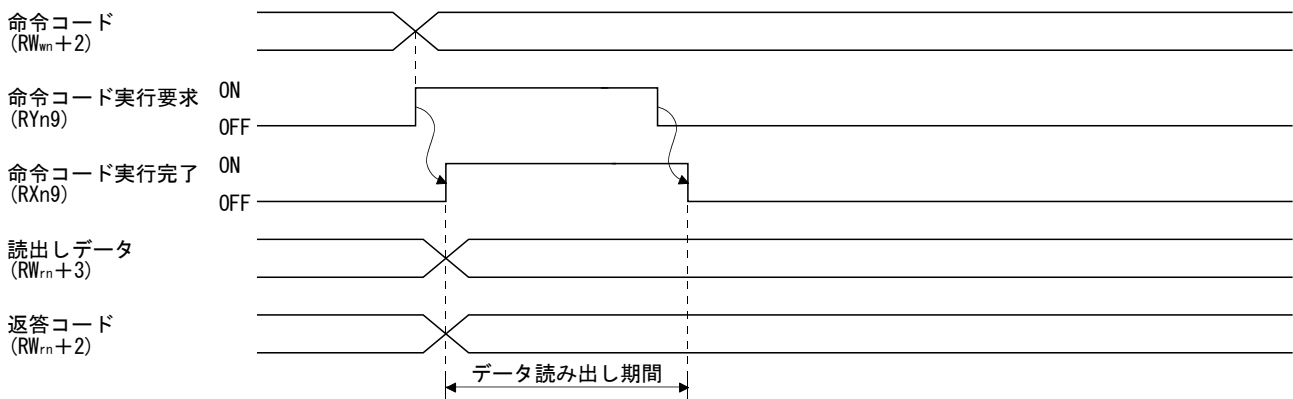 命令コード
(RWwn＋2)
命令コード実行要求 ON
(RYn9)
OFF
命令コード実行完了 ON
(RXn9)
OFF
読出しデータ
(RWrn＋3)
返答コード
(RWrn＋2)
データ読み出し期間